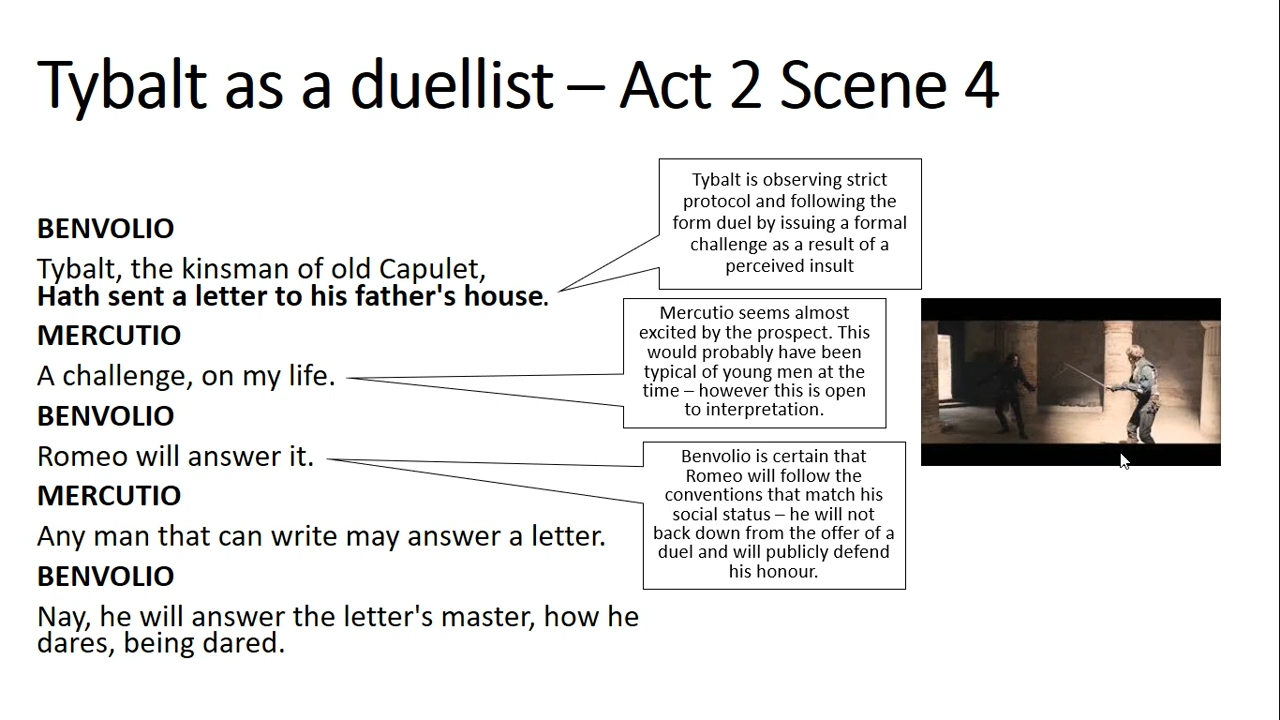 Tybalt as a duellist – Act 2 Scene 4
BENVOLIO
Tybalt, the kinsman of old Capulet,
Hath sent a letter to his father's house.
MERCUTIO
A challenge, on my life.
BENVOLIO
Romeo will answer it.
MERCUTIO
Any man that can write may answer a letter.
BENVOLIO
Nay, he will answer the letter's master, how he
dares, being dared.
Tybalt is observing strict
protocol and following the
form duel by issuing a formal
challenge as a result of a
perceived insult
Mercutio seems almost
excited by the prospect. This
would probably have been
typical of young men at the
time – however this is open
to interpretation.
Benvolio is certain that
Romeo will follow the
conventions that match his
social status – he will not
back down from the offer of a
duel and will publicly defend
his honour.